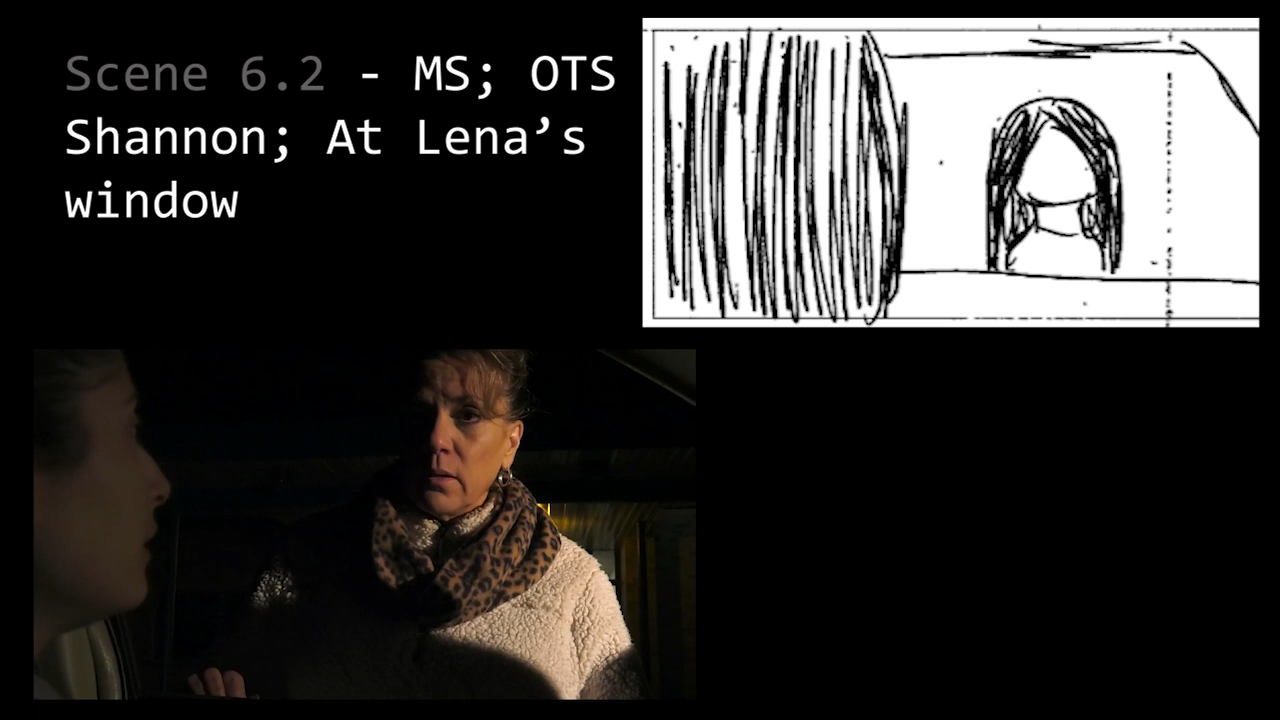 Scene 6.2 - MS; OTS
Shannon; At Lena’s
window